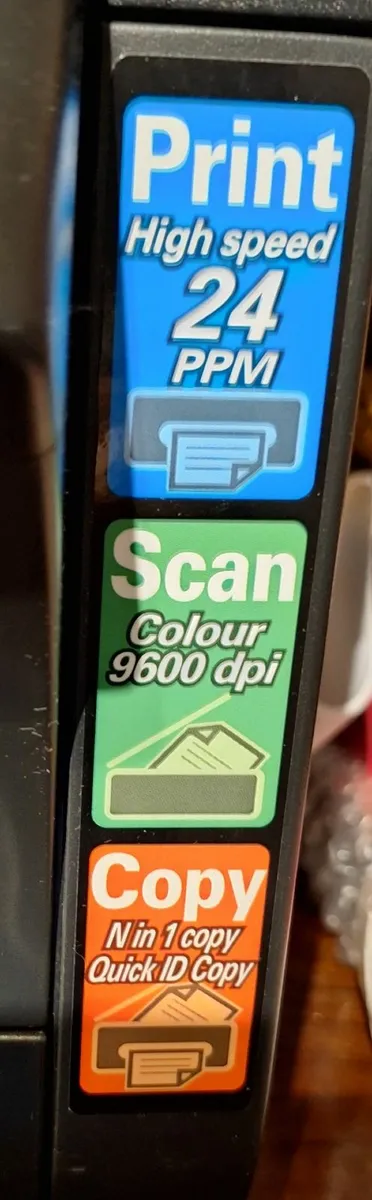 Print
High speed
24
PPM
Scan
Colour
9600 dpi
Copy
N in 1 copy
Quick ID Copy